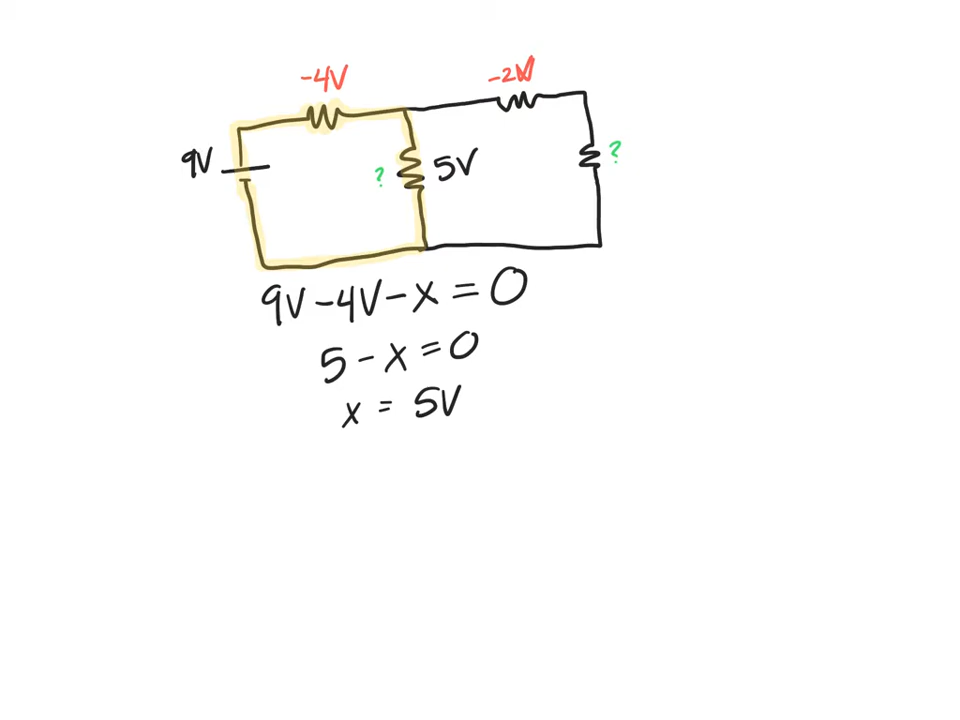 -4V
-2V
9V
?
5V
?
9V - 4V - x = 0
5 - x = 0
x = 5V